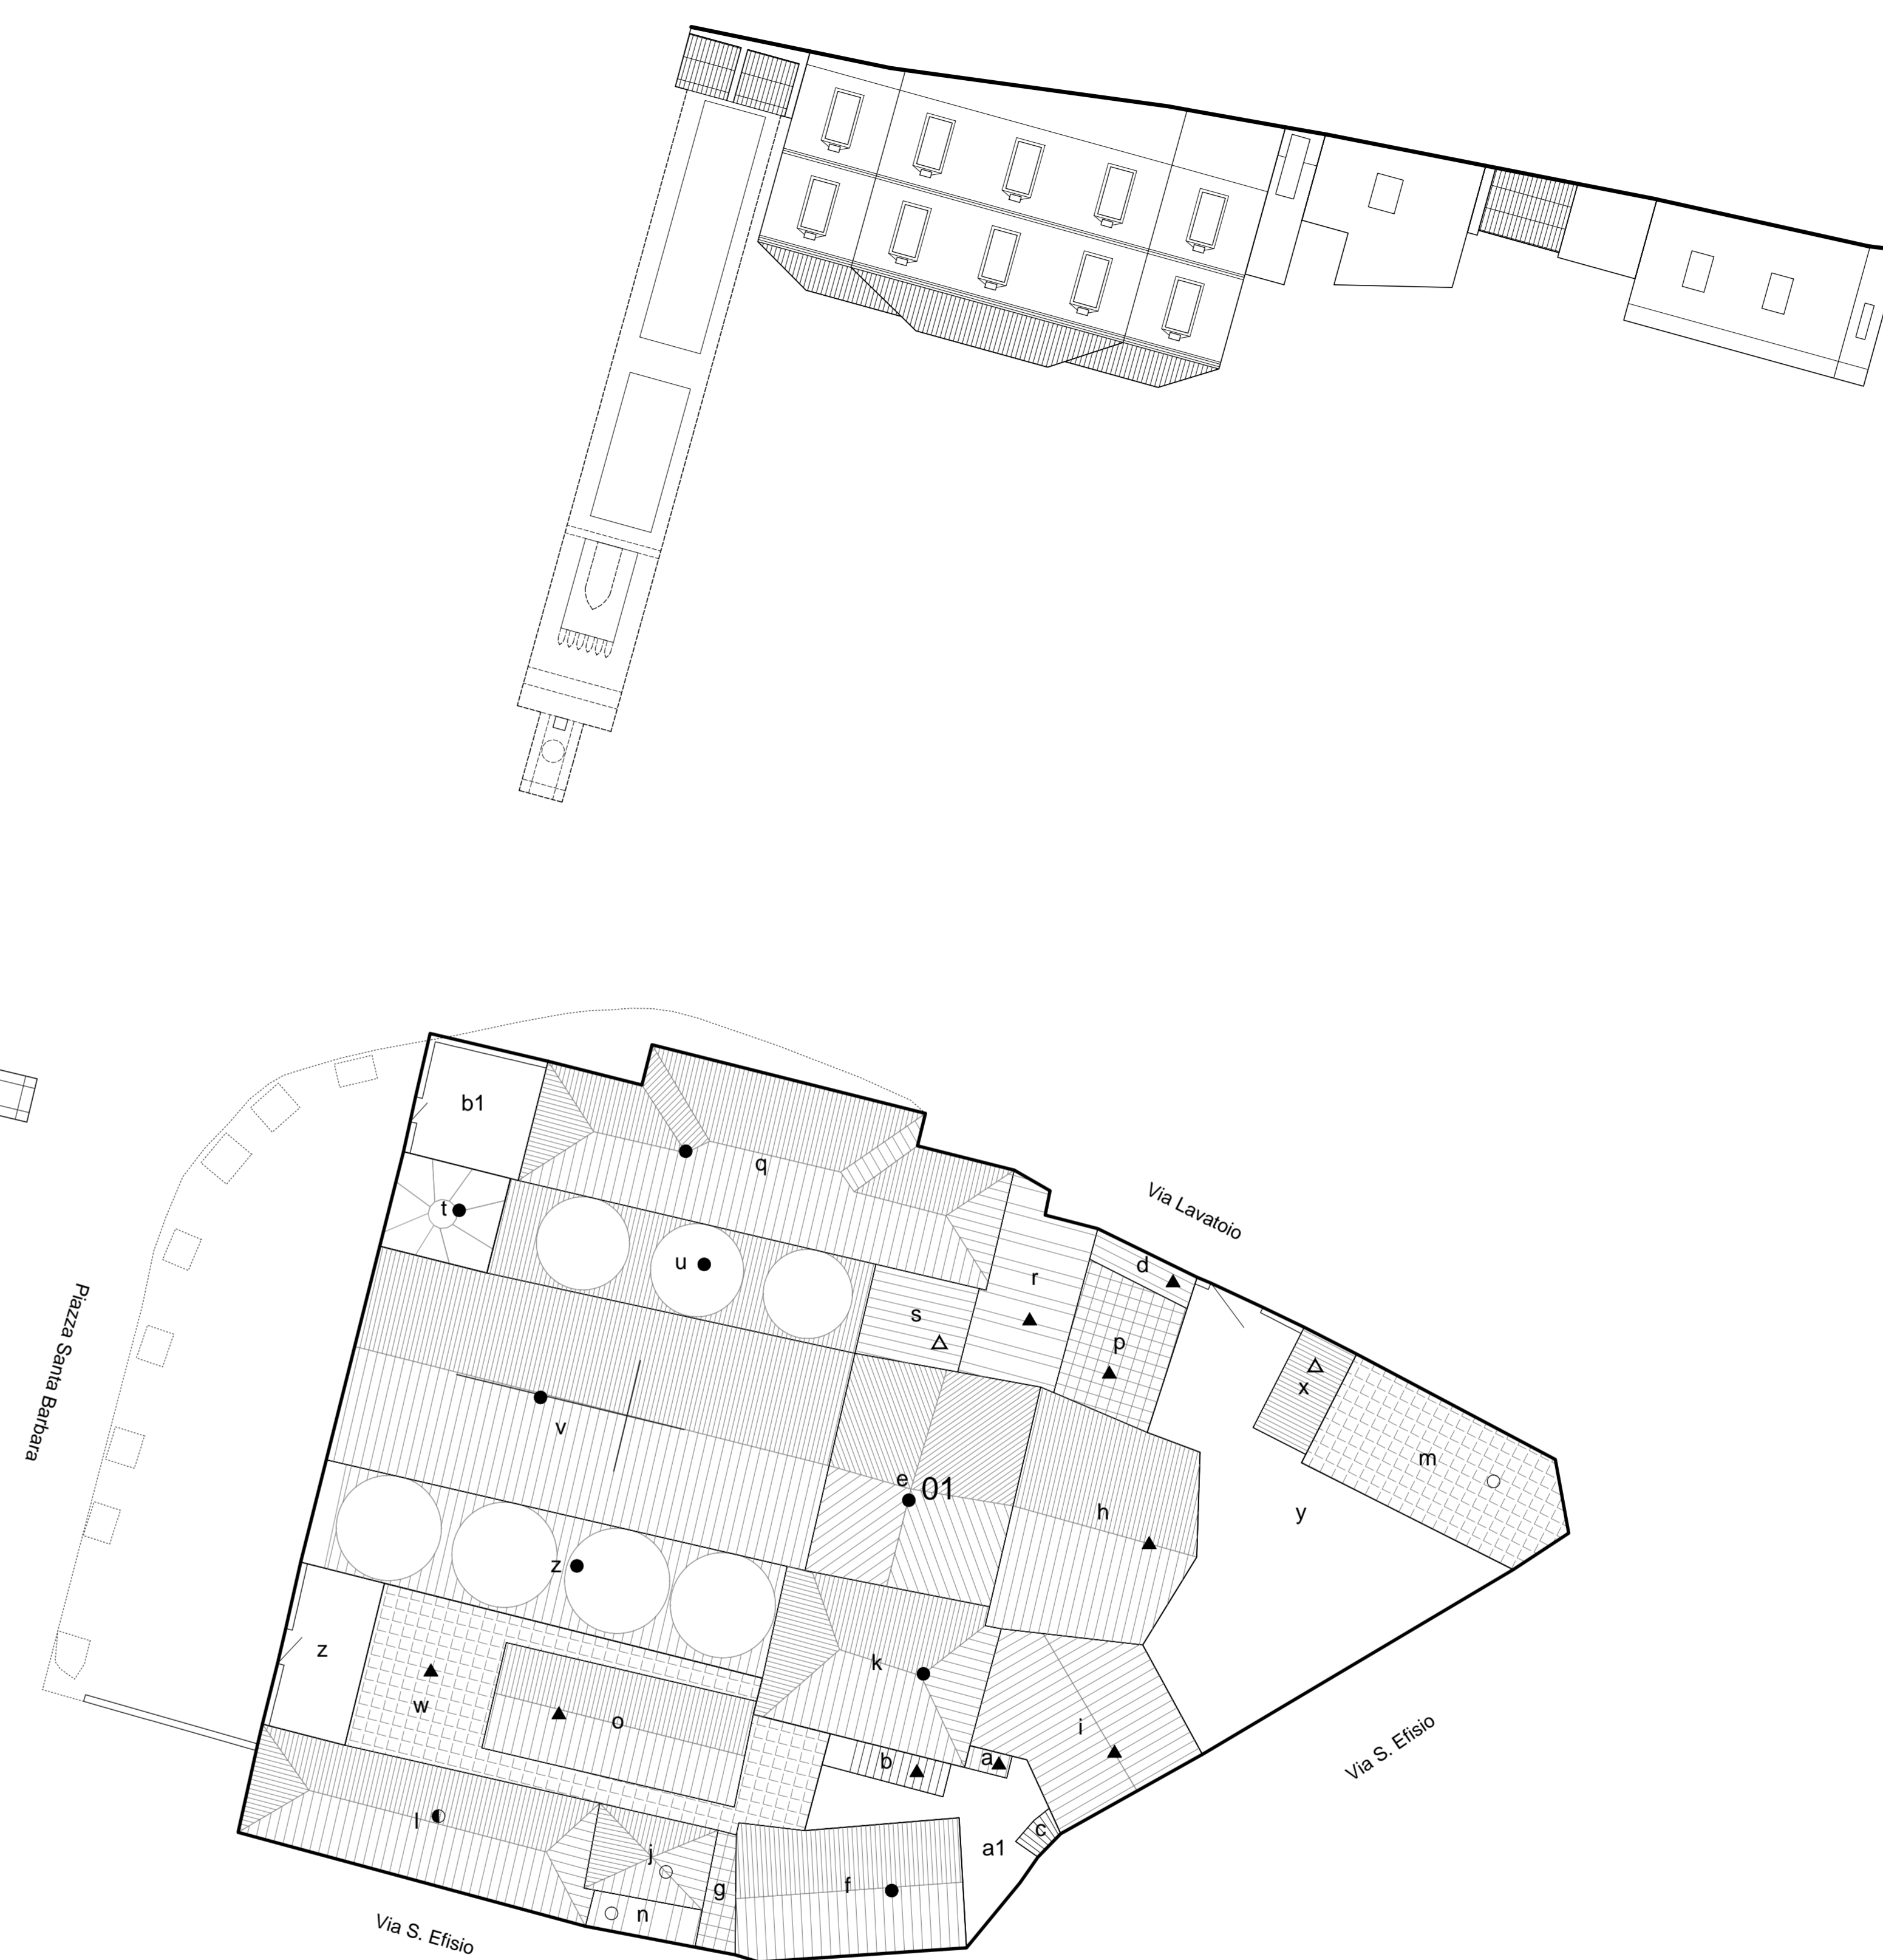 b1
q
t
u
Via Lavatoio
d
r
s
p
Piazza Santa Barbara
v
x
m
e
01
h
y
z
z
k
w
o
i
Via S. Efisio
b
a
l
c
a1
j
f
g
n
Via S. Efisio